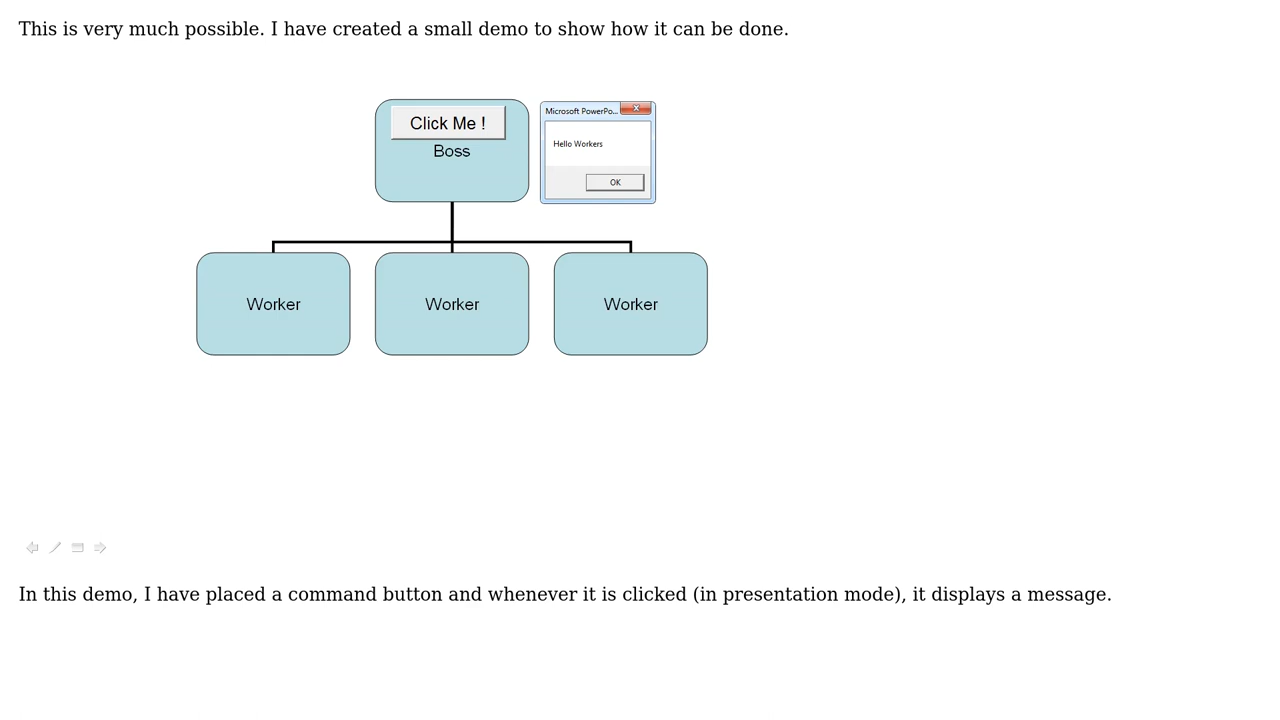 This is very much possible. I have created a small demo to show how it can be done.
Click Me !
Boss
Microsoft PowerPo...
Hello Workers
OK
Worker
Worker
Worker
In this demo, I have placed a command button and whenever it is clicked (in presentation mode), it displays a message.